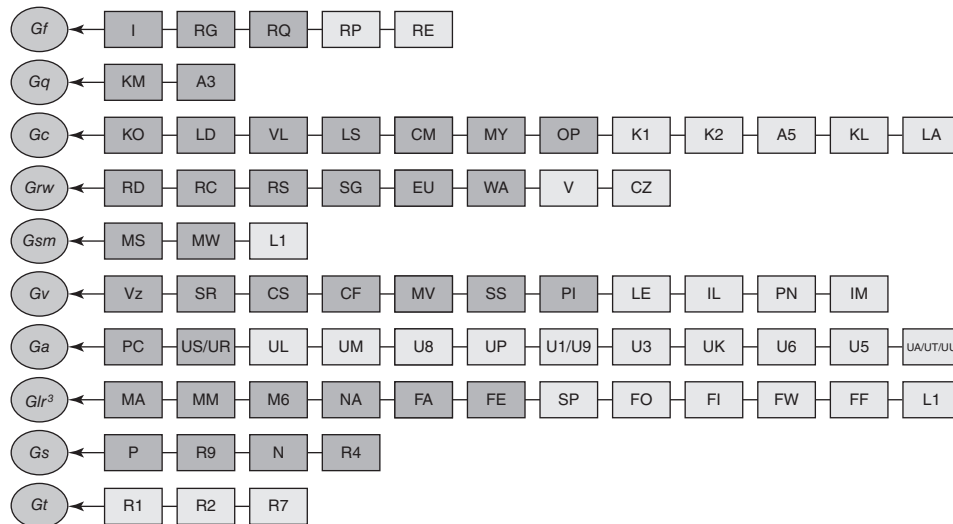 Gf I RG RQ RP RE
Gq KM A3
Gc KO LD VL LS CM MY OP K1 K2 A5 KL LA
Grw RD RC RS SG EU WA V CZ
Gsm MS MW L1
Gv Vz SR CS CF MV SS PI LE IL PN IM
Ga PC US/UR UL UM U8 UP U1/U9 U3 UK U6 U5 UA/UT/UU
Glr³ MA MM M6 NA FA FE SP FO FI FW FF L1
Gs P R9 N R4
Gt R1 R2 R7